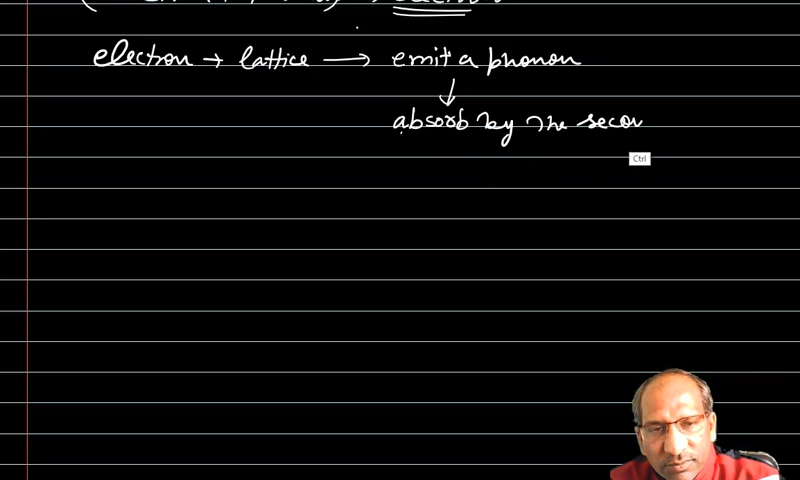 electron + lattice → emit a phonon
↓
absorb by the secon
Ctrl